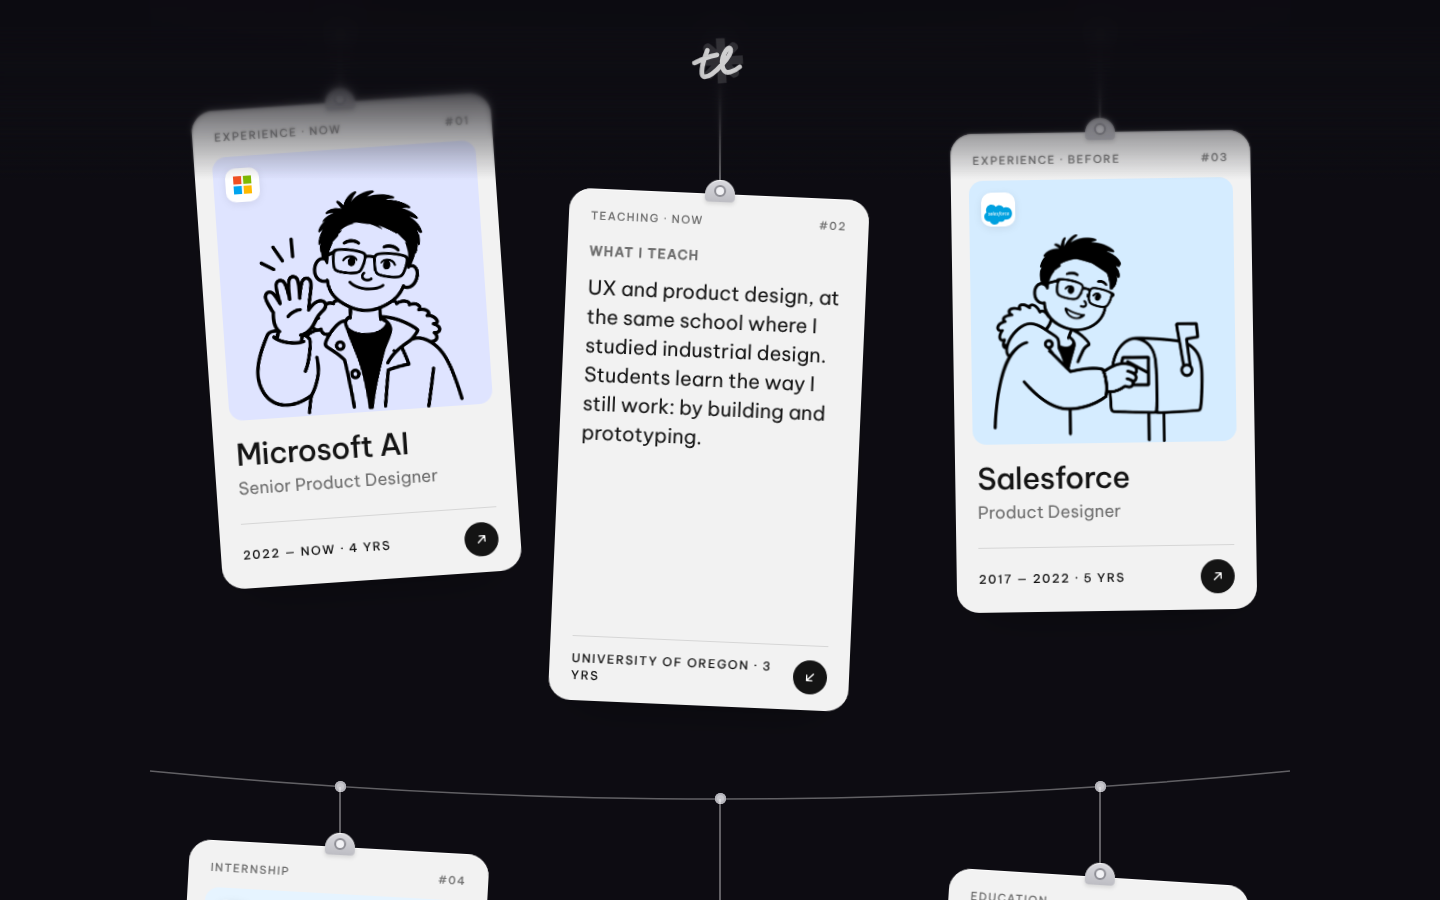 tl
EXPERIENCE · NOW
#01
Microsoft AI
Senior Product Designer
2022 — NOW · 4 YRS
TEACHING · NOW
#02
WHAT I TEACH
UX and product design, at
the same school where I
studied industrial design.
Students learn the way I
still work: by building and
prototyping.
UNIVERSITY OF OREGON · 3
YRS
EXPERIENCE · BEFORE
#03
salesforce
Salesforce
Product Designer
2017 — 2022 · 5 YRS
INTERNSHIP
#04
EDUCATION